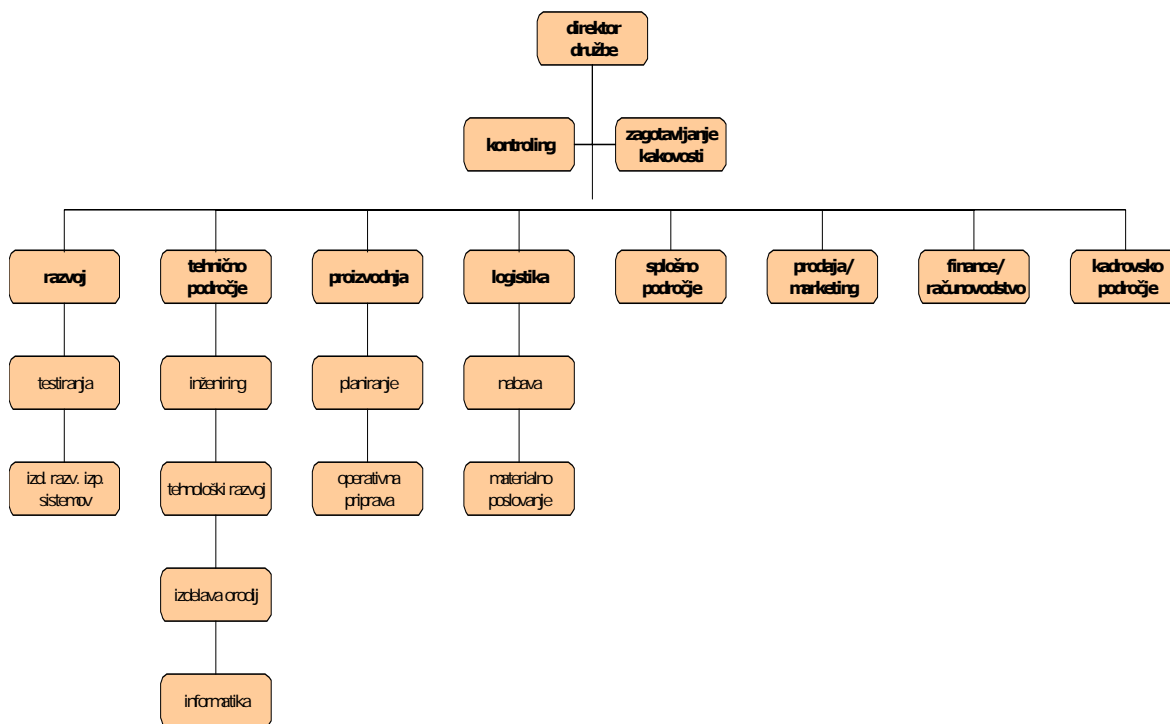 direktor
družbe
kontroling
zagotavljanje
kakovosti
razvoj
tehnično
področje
proizvodnja
logistika
splošno
področje
prodaja/
marketing
finance/
računovodstvo
kadrovsko
področje
testiranja
inženiring
planiranje
nabava
izd. razv. izp.
sistemov
tehnološki razvoj
operativna
priprava
materialno
poslovanje
izdelava orodij
informatika